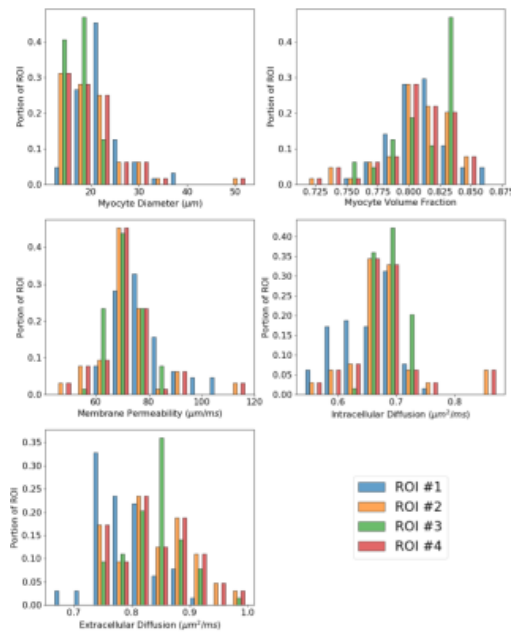 Portion of ROI
0.4
0.3
0.2
0.1
0.0
20 30 40 50
Myocyte Diameter (μm)
Portion of ROI
0.4
0.3
0.2
0.1
0.0
0.725 0.750 0.775 0.800 0.825 0.850 0.875
Myocyte Volume Fraction
Portion of ROI
0.4
0.3
0.2
0.1
0.0
60 80 100 120
Membrane Permeability (μm/ms)
Portion of ROI
0.40
0.35
0.30
0.25
0.20
0.15
0.10
0.05
0.00
0.6 0.7 0.8
Intracellular Diffusion (μm²/ms)
Portion of ROI
0.35
0.30
0.25
0.20
0.15
0.10
0.05
0.00
0.7 0.8 0.9 1.0
Extracellular Diffusion (μm²/ms)
ROI #1
ROI #2
ROI #3
ROI #4